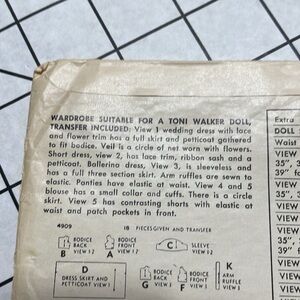 WARDROBE SUITABLE FOR A TONI WALKER DOLL,
TRANSFER INCLUDED: View 1 wedding dress with lace
and flower trim has a full skirt and petticoat gathered
to fit bodice. Veil is a circle of net worn with flowers.
Short dress, view 2, has lace trim, ribbon sash and a
petticoat. Ballerina dress, View 3, is sleeveless and
has a full three section skirt. Arm ruffles are sewn to
elastic. Panties have elastic at waist. View 4 and 5
blouse has a small collar and cuffs. There is a circle
skirt. View 5 has contrasting shorts with elastic at
waist and patch pockets in front.
4909 18 PIECES GIVEN AND TRANSFER
A BODICE BACK V 1-2
B BODICE FRONT V 1-2
C SLEEVE V 1-2
D DRESS SKIRT AND PETTICOAT VIEW 1
G BODICE BACK VIEW 3
F BODICE FRONT VIEW 3
K ARM RUFFLE VIEW 3
Extra
DOLL
Waist
VIEW
35", 3
39" fo
VIEW
VIEW
35",
39"
VIEW
VIEW
VIEW
VIEW